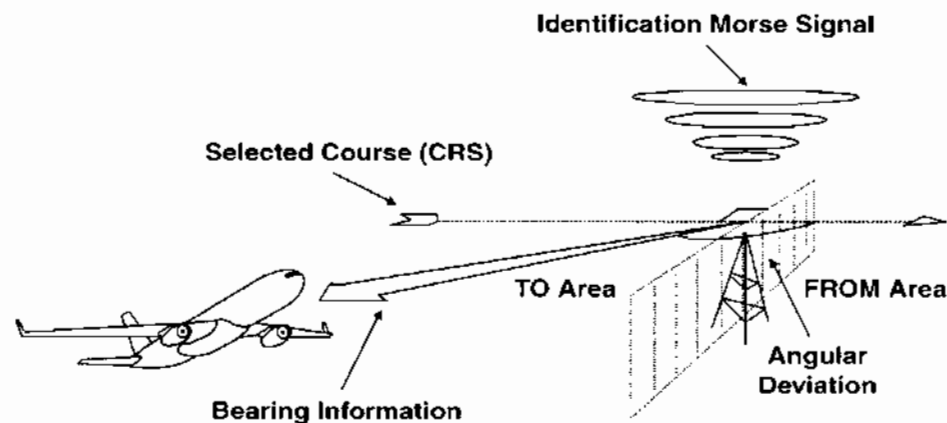 Identification Morse Signal
Selected Course (CRS)
TO Area
FROM Area
Angular
Deviation
Bearing Information